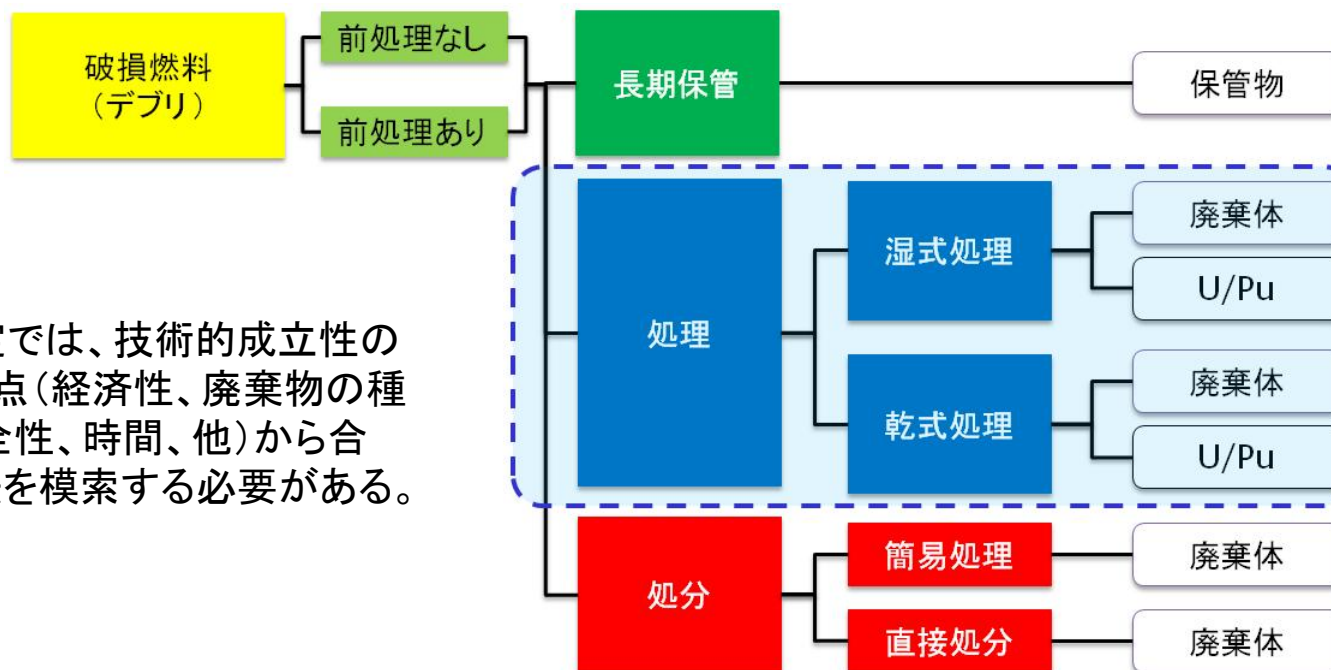 破損燃料
（デブリ）
前処理なし
前処理あり
長期保管
保管物
処理
湿式処理
廃棄体
U/Pu
乾式処理
廃棄体
U/Pu
処分
簡易処理
廃棄体
直接処分
廃棄体
では、技術的成立性の
点（経済性、廃棄物の種
全性、時間、他）から合
を模索する必要がある。